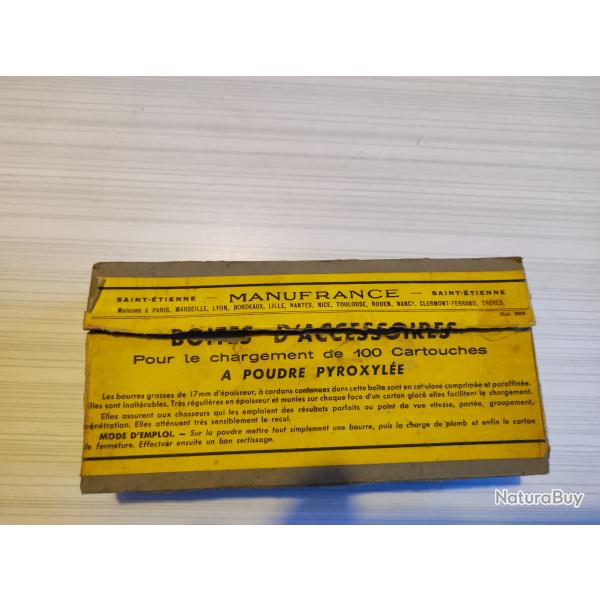 SAINT-ÉTIENNE — MANUFRANCE — SAINT-ÉTIENNE
Maisons à PARIS, MARSEILLE, LYON, BORDEAUX, LILLE, NANTES, NICE, TOULOUSE, ROUEN, NANCY, CLERMONT-FERRAND, TROYES.
BOITES D'ACCESSOIRES
Pour le chargement de 100 Cartouches
A POUDRE PYROXYLÉE
Les bourres grasses de 17 mm d'épaisseur, à cordons contenues dans cette boîte sont en cellulose comprimée et paraffinée.
Elles sont inaltérables. Très régulières en épaisseur et munies sur chaque face d'un carton glacé elles facilitent le chargement.
Elles assurent aux chasseurs qui les emploient des résultats parfaits au point de vue vitesse, portée, groupement,
pénétration. Elles atténuent très sensiblement le recul.
MODE D'EMPLOI. — Sur la poudre mettre tout simplement une bourre, puis la charge de plomb et enfin le carton
de fermeture. Effectuer ensuite un bon sertissage.
NaturaBuy